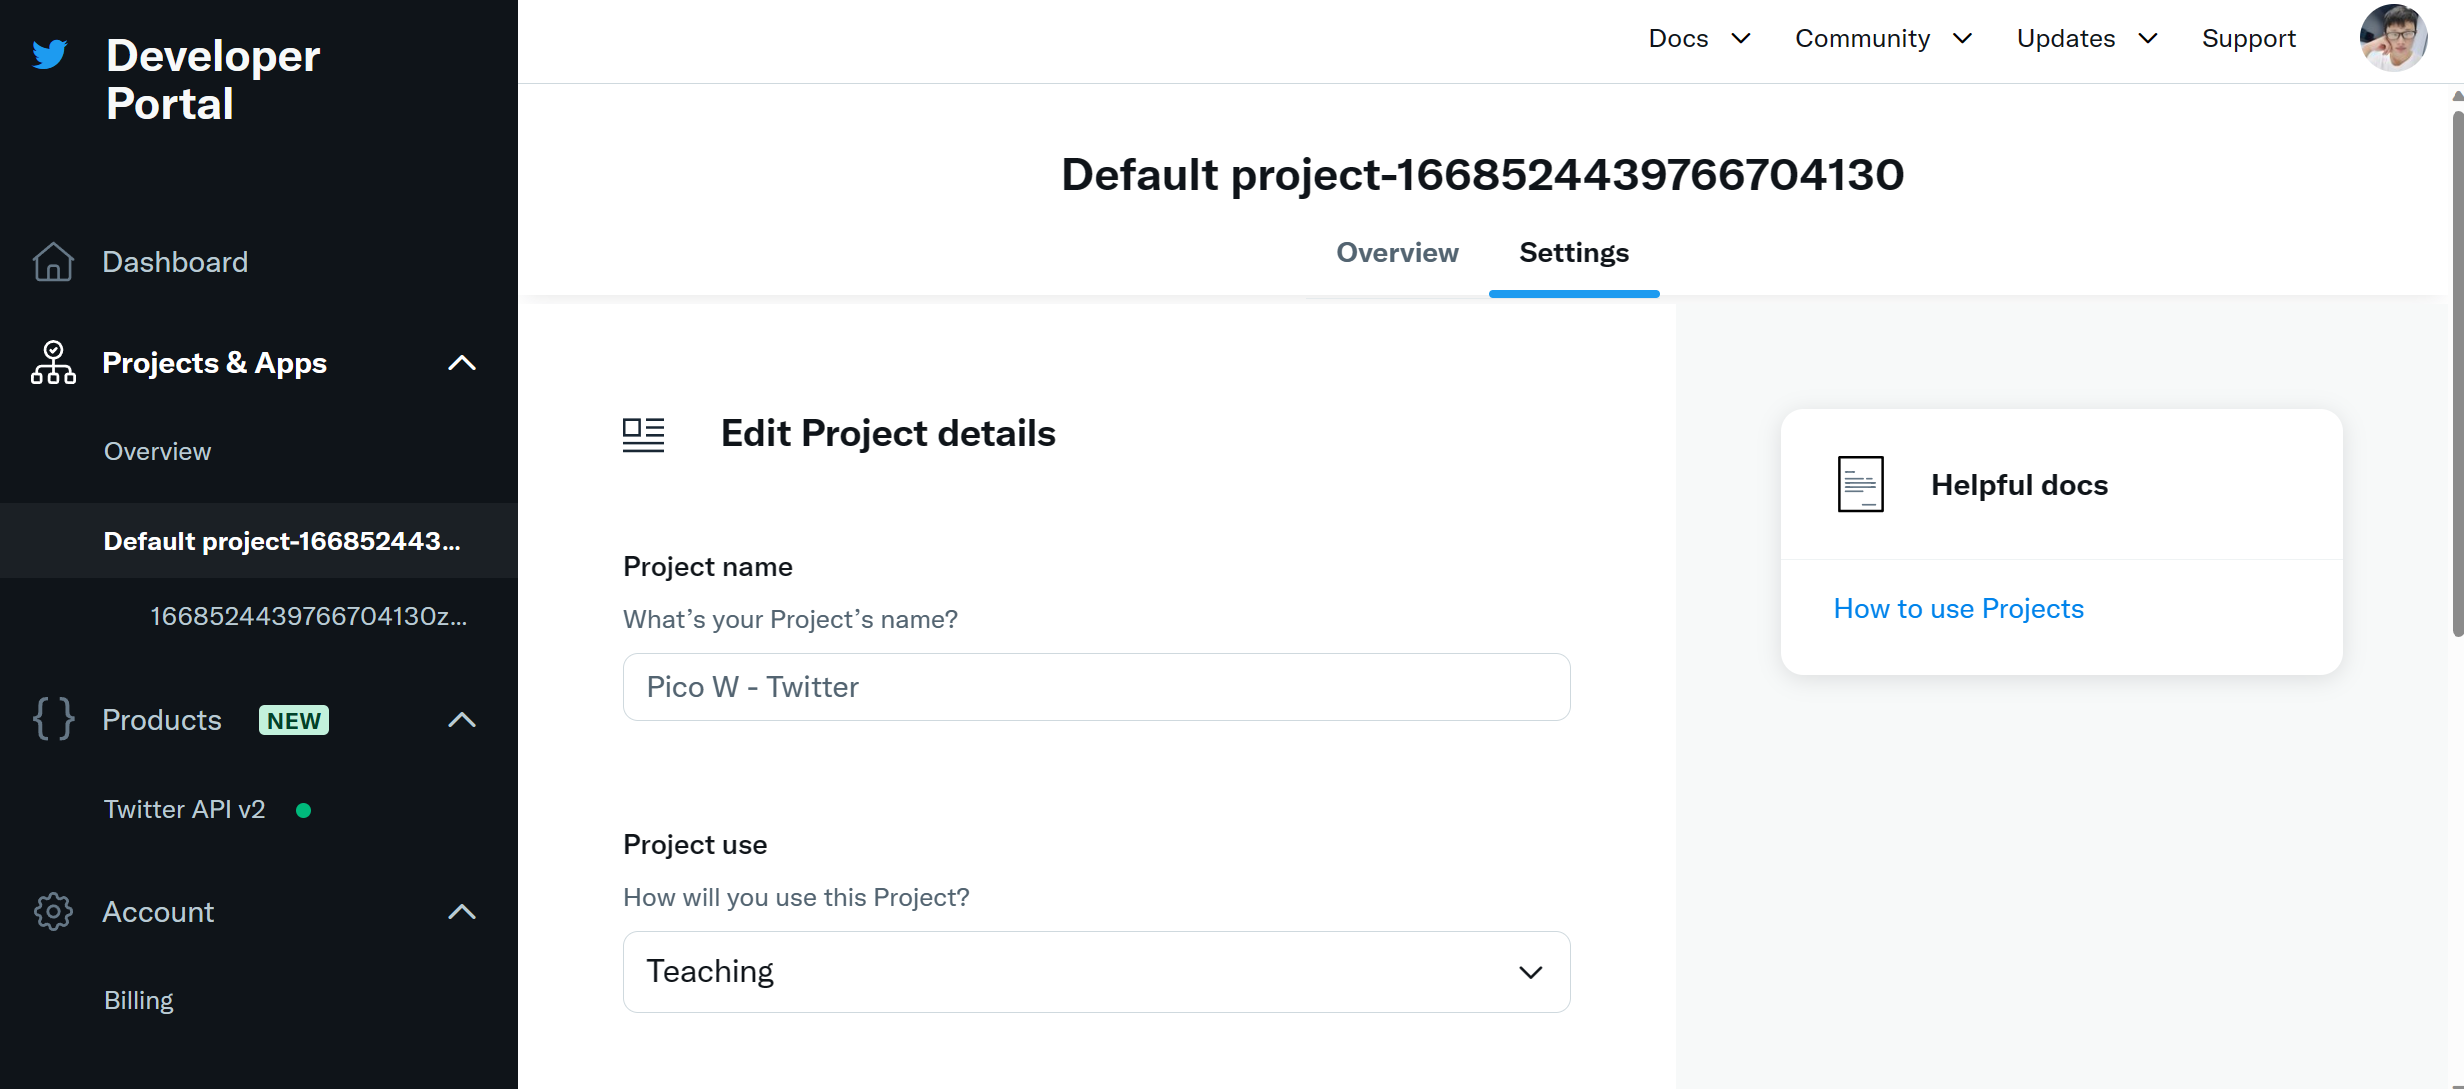 Developer
Portal
Dashboard
Projects & Apps
Overview
Default project-166852443...
1668524439766704130z...
Products NEW
Twitter API v2
Account
Billing
Docs Community Updates Support
Default project-1668524439766704130
Overview Settings
Edit Project details
Project name
What's your Project's name?
Pico W - Twitter
Project use
How will you use this Project?
Teaching
Helpful docs
How to use Projects